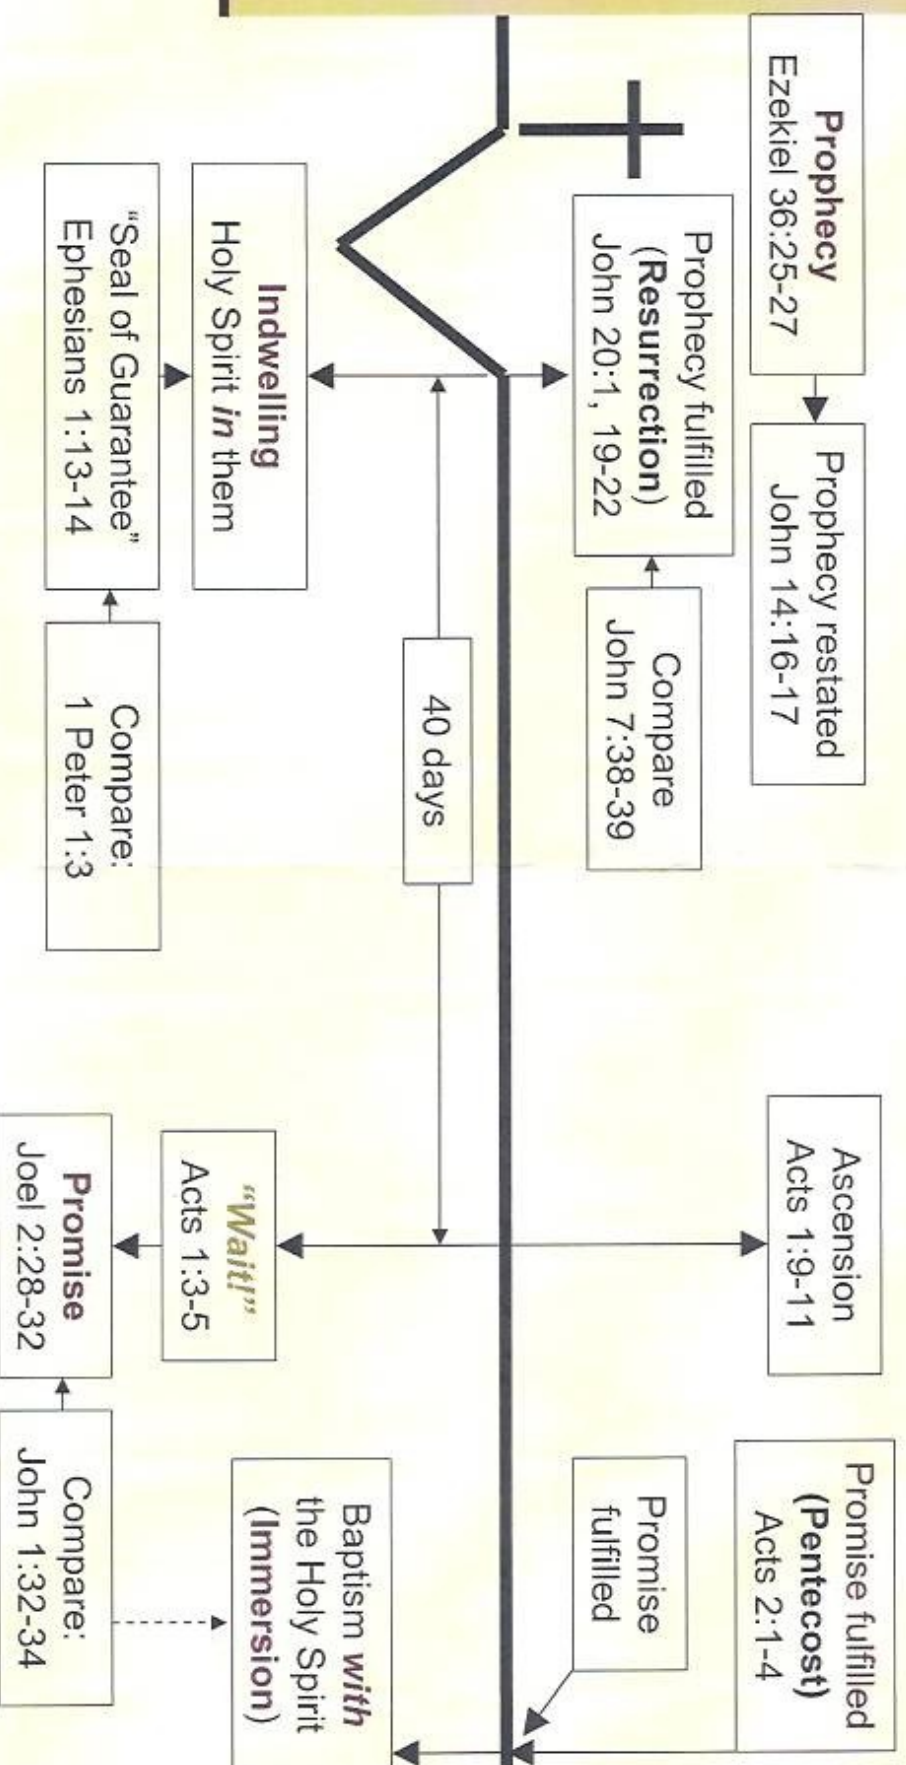 Prophecy
Ezekiel 36:25-27
Prophecy restated
John 14:16-17
Prophecy fulfilled
(Resurrection)
John 20:1, 19-22
Compare
John 7:38-39
40 days
Indwelling
Holy Spirit in them
“Seal of Guarantee”
Ephesians 1:13-14
Compare:
1 Peter 1:3
Ascension
Acts 1:9-11
“Wait!”
Acts 1:3-5
Promise
Joel 2:28-32
Compare:
John 1:32-34
Promise fulfilled
(Pentecost)
Acts 2:1-4
Promise
fulfilled
Baptism with
the Holy Spirit
(Immersion)